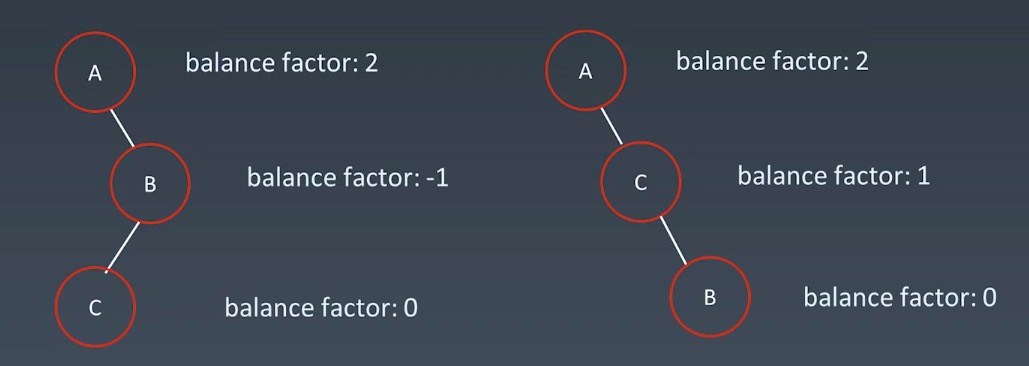 A
balance factor: 2
B
balance factor: -1
C
balance factor: 0
A
balance factor: 2
C
balance factor: 1
B
balance factor: 0